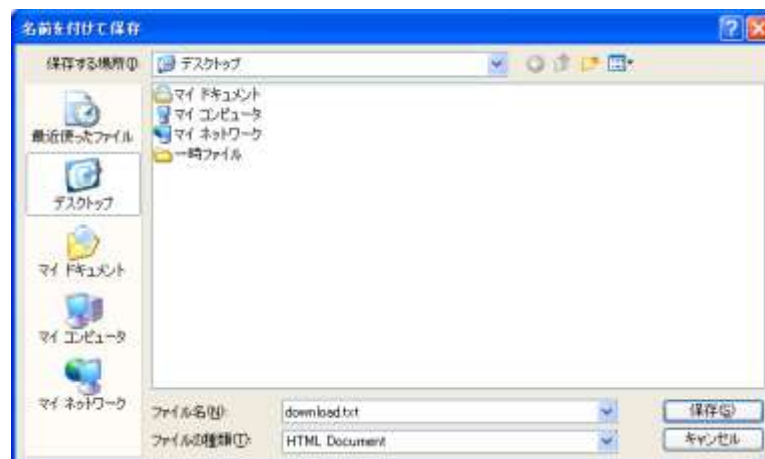 名前を付けて保存
保存する場所(I):
デスクトップ
最近使ったファイル
デスクトップ
マイ ドキュメント
マイ コンピュータ
マイ ネットワーク
マイ ドキュメント
マイ コンピュータ
マイ ネットワーク
一時ファイル
ファイル名(N):
download.txt
保存(S)
ファイルの種類(T):
HTML Document
キャンセル